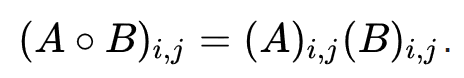 (A ∘ B)_{i,j} = (A)_{i,j}(B)_{i,j}.